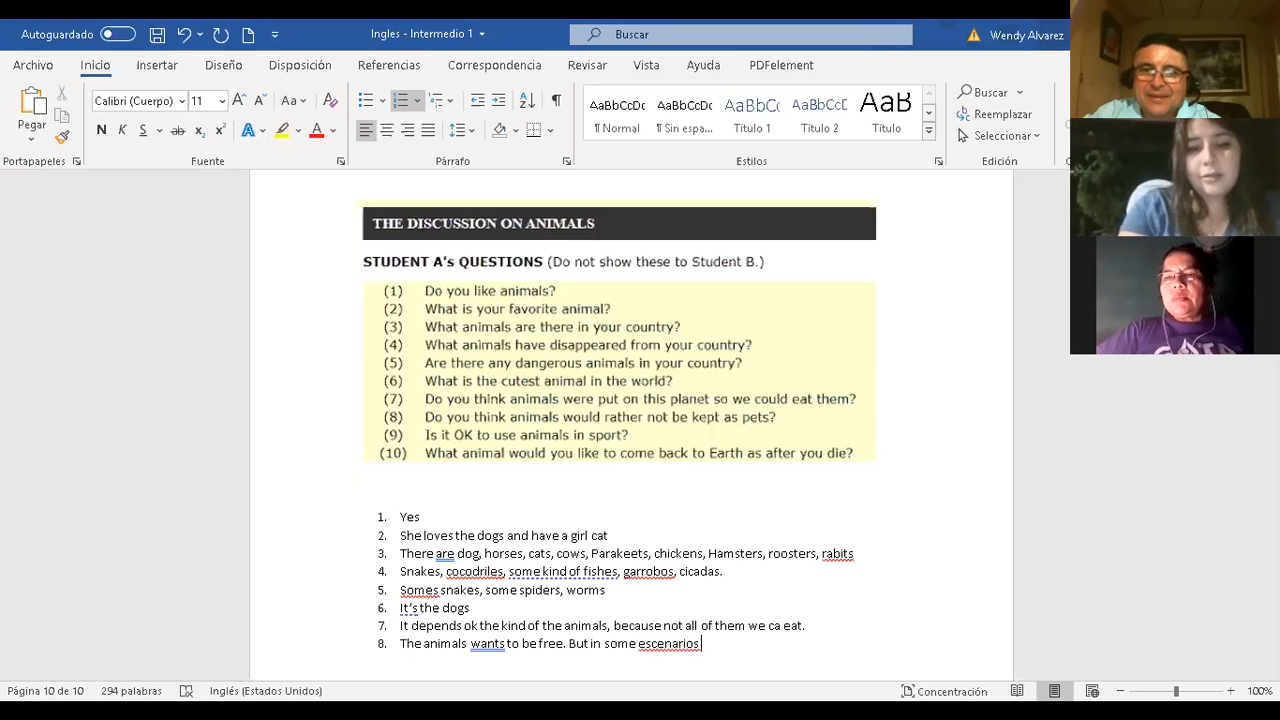 Autoguardado
Ingles - Intermedio 1
Buscar
Wendy Alvarez
Archivo Inicio Insertar Diseño Disposición Referencias Correspondencia Revisar Vista Ayuda PDFelement
Pegar
Calibri (Cuerpo) 11
Aa
N K S ab x₂ x² A A
AaBbCcDc AaBbCcDc AaBbCc AaBbCcD AaB
¶ Normal ¶ Sin espa... Título 1 Título 2 Título
Buscar
Reemplazar
Seleccionar
Portapapeles Fuente Párrafo Estilos Edición
THE DISCUSSION ON ANIMALS
STUDENT A's QUESTIONS (Do not show these to Student B.)
(1) Do you like animals?
(2) What is your favorite animal?
(3) What animals are there in your country?
(4) What animals have disappeared from your country?
(5) Are there any dangerous animals in your country?
(6) What is the cutest animal in the world?
(7) Do you think animals were put on this planet so we could eat them?
(8) Do you think animals would rather not be kept as pets?
(9) Is it OK to use animals in sport?
(10) What animal would you like to come back to Earth as after you die?
1. Yes
2. She loves the dogs and have a girl cat
3. There are dog, horses, cats, cows, Parakeets, chickens, Hamsters, roosters, rabits
4. Snakes, cocodriles, some kind of fishes, garrobos, cicadas.
5. Somes snakes, some spiders, worms
6. It's the dogs
7. It depends ok the kind of the animals, because not all of them we ca eat.
8. The animals wants to be free. But in some escenarios
Página 10 de 10 294 palabras Inglés (Estados Unidos) Concentración 100%